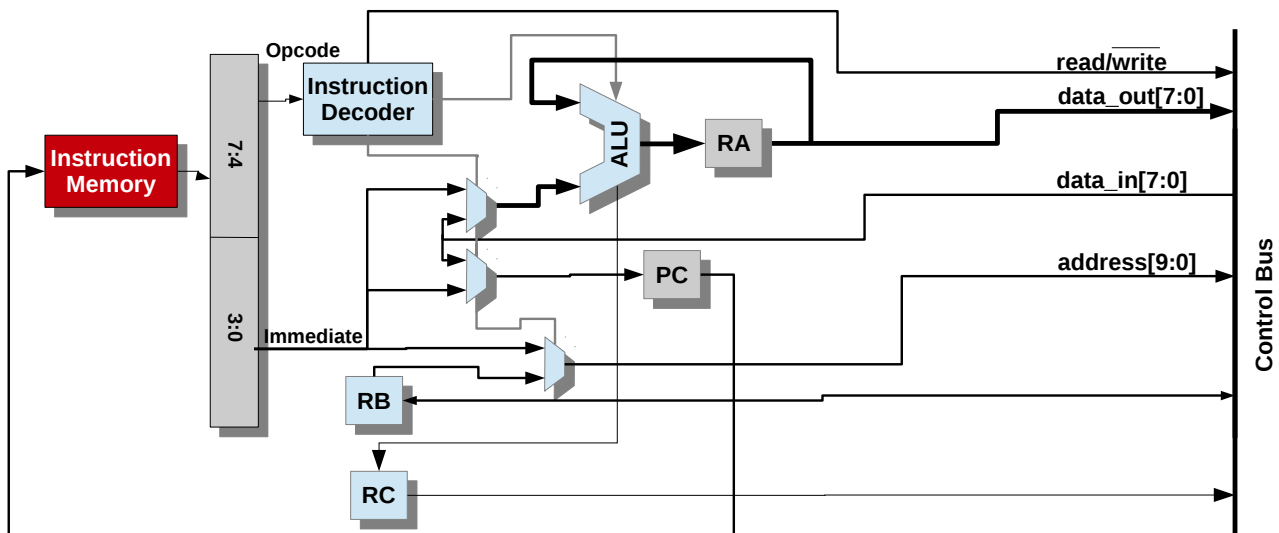 Opcode
read/write
Instruction
Decoder
data_out[7:0]
7:4
ALU
RA
Instruction
Memory
data_in[7:0]
address[9:0]
PC
Control Bus
3:0
Immediate
RB
RC